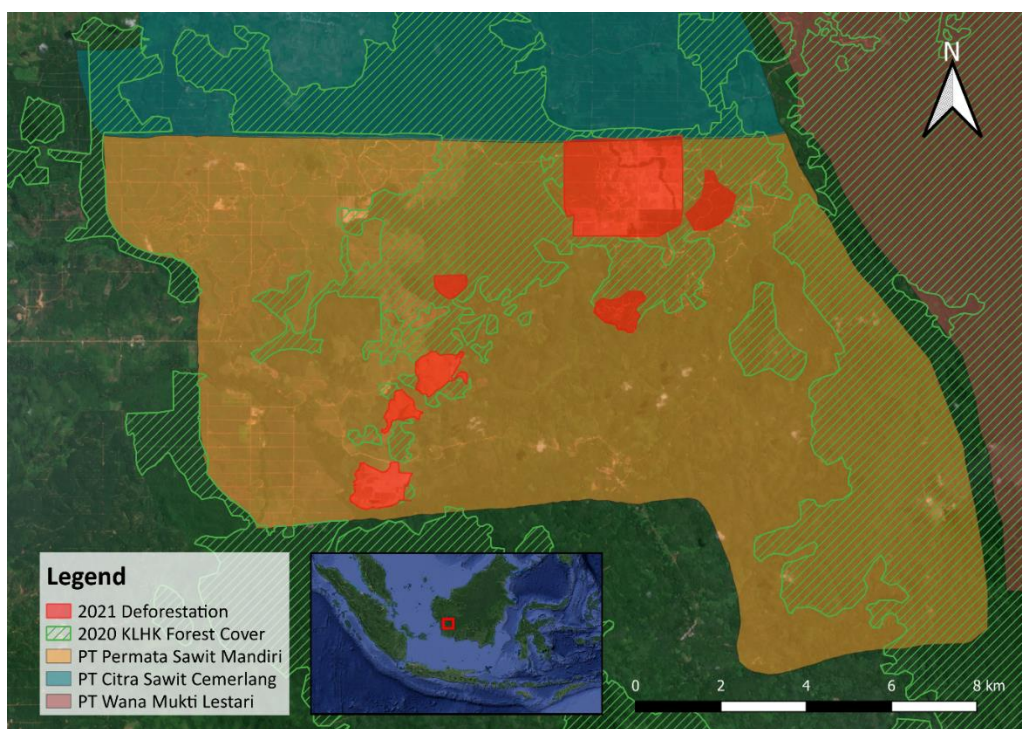 N
Legend
2021 Deforestation
2020 KLHK Forest Cover
PT Permata Sawit Mandiri
PT Citra Sawit Cemerlang
PT Wana Mukti Lestari
0 2 4 6 8 km